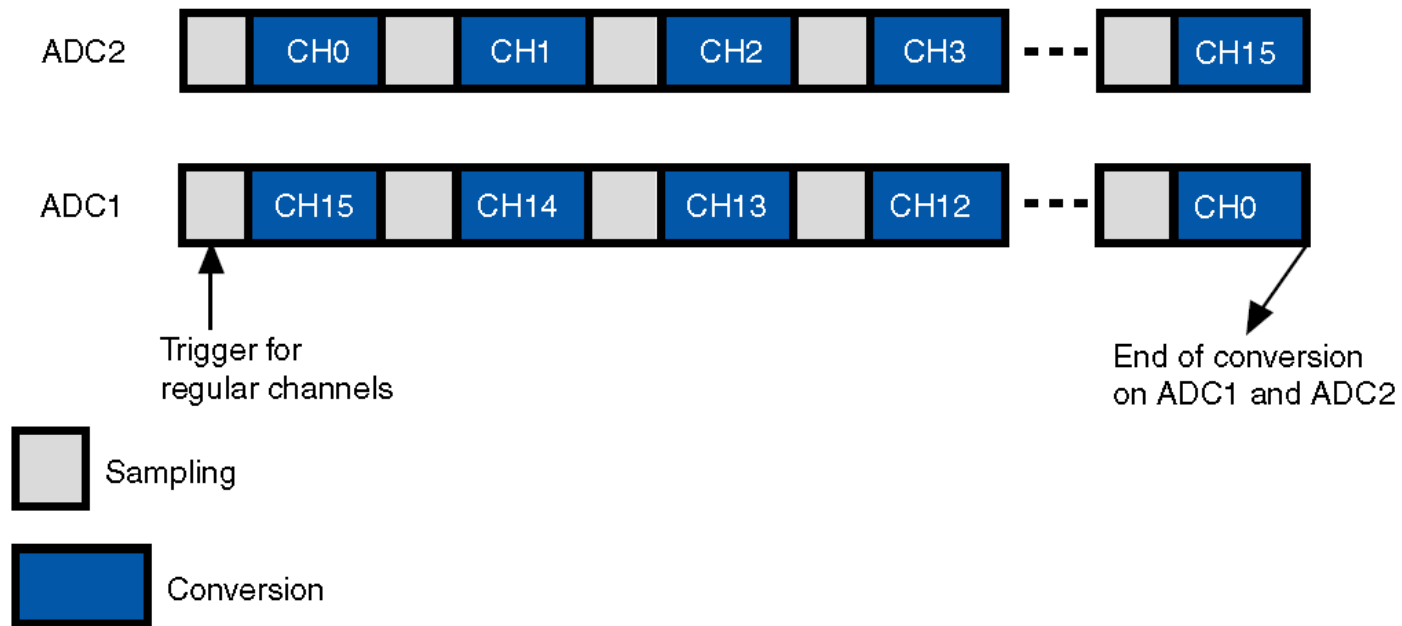 ADC2 CH0 CH1 CH2 CH3 CH15
ADC1 CH15 CH14 CH13 CH12 CH0
Trigger for
regular channels
End of conversion
on ADC1 and ADC2
Sampling
Conversion